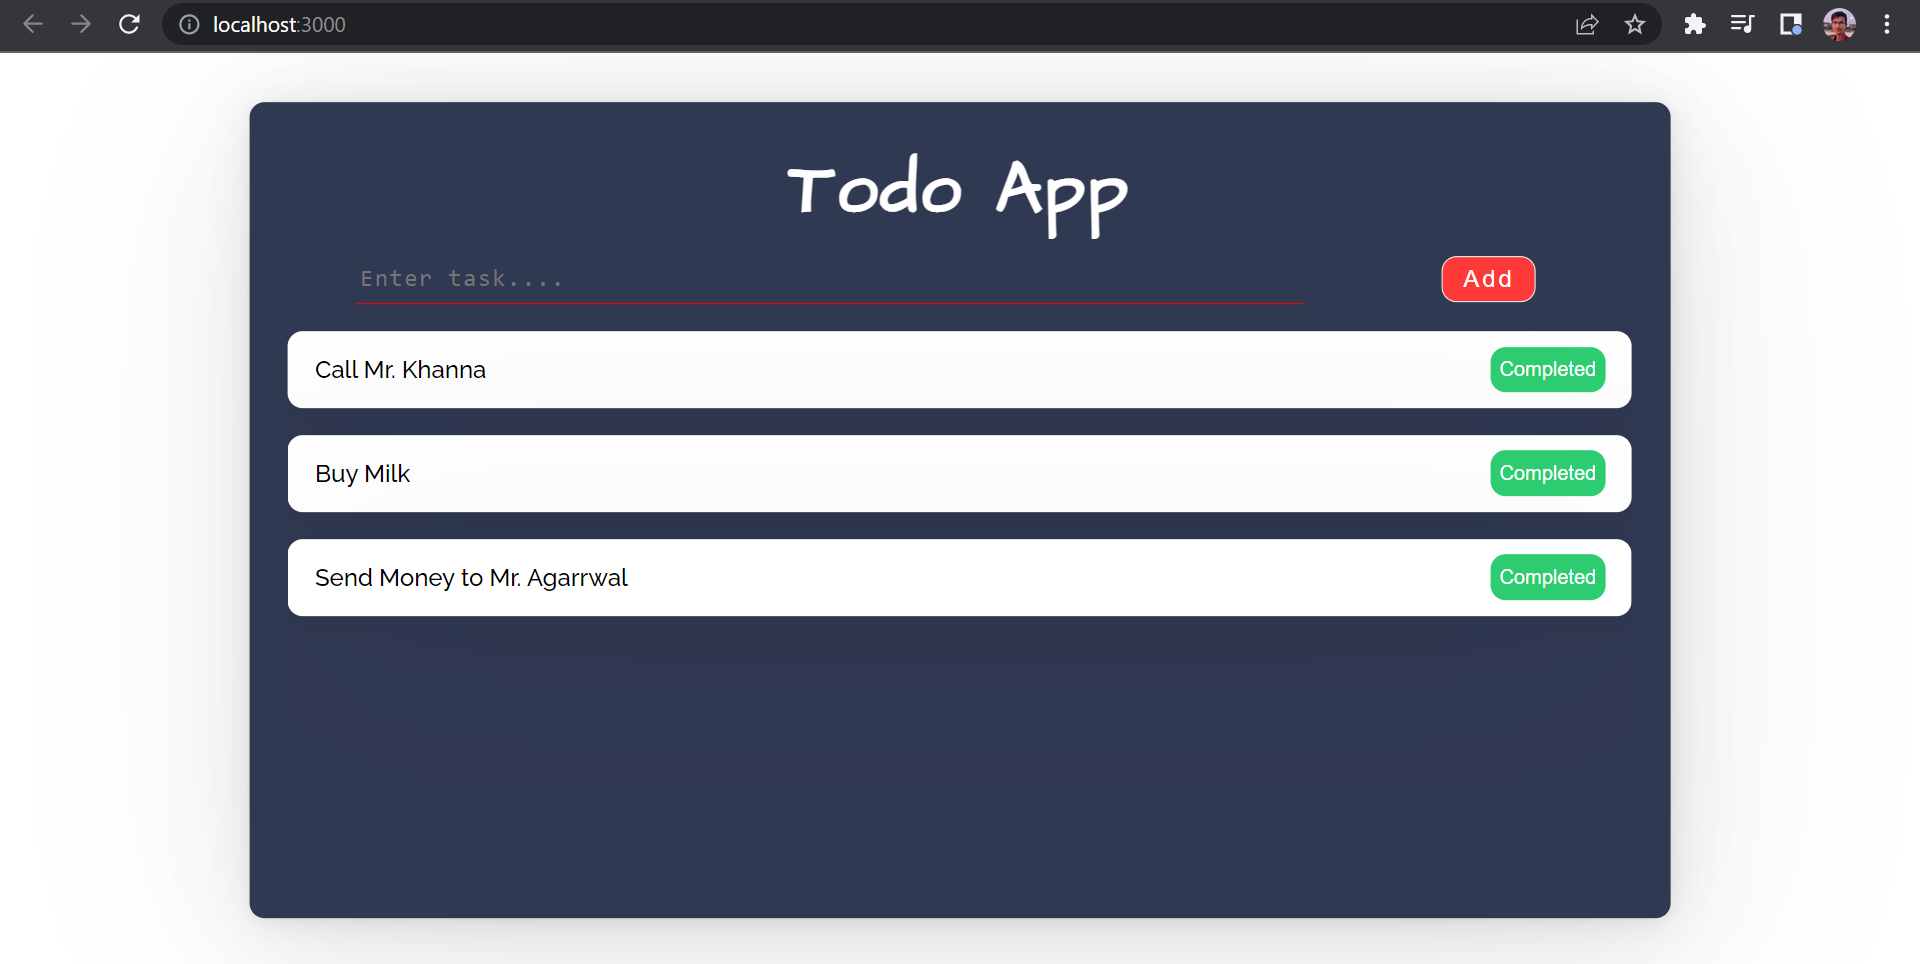 localhost:3000
Todo App
Enter task....
Add
Call Mr. Khanna
Completed
Buy Milk
Completed
Send Money to Mr. Agarrwal
Completed